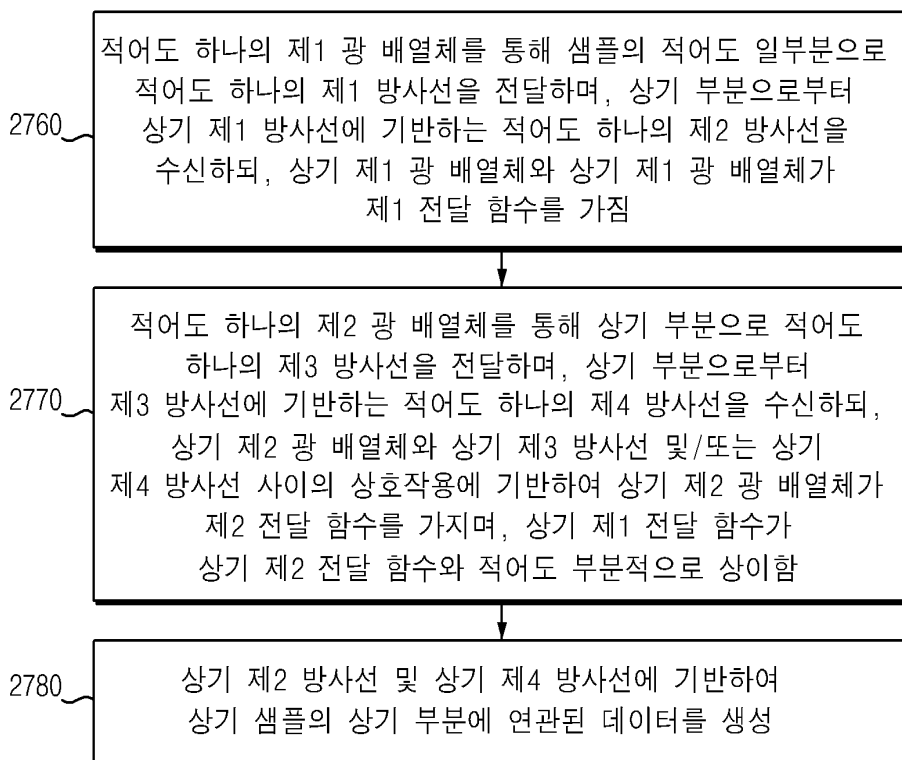 적어도 하나의 제1 광 배열체를 통해 샘플의 적어도 일부분으로
적어도 하나의 제1 방사선을 전달하며, 상기 부분으로부터
2760
상기 제1 방사선에 기반하는 적어도 하나의 제2 방사선을
수신하되, 상기 제1 광 배열체와 상기 제1 광 배열체가
제1 전달 함수를 가짐
적어도 하나의 제2 광 배열체를 통해 상기 부분으로 적어도
하나의 제3 방사선을 전달하며, 상기 부분으로부터
2770
제3 방사선에 기반하는 적어도 하나의 제4 방사선을 수신하되,
상기 제2 광 배열체와 상기 제3 방사선 및/또는 상기
제4 방사선 사이의 상호작용에 기반하여 상기 제2 광 배열체가
제2 전달 함수를 가지며, 상기 제1 전달 함수가
상기 제2 전달 함수와 적어도 부분적으로 상이함
2780
상기 제2 방사선 및 상기 제4 방사선에 기반하여
상기 샘플의 상기 부분에 연관된 데이터를 생성